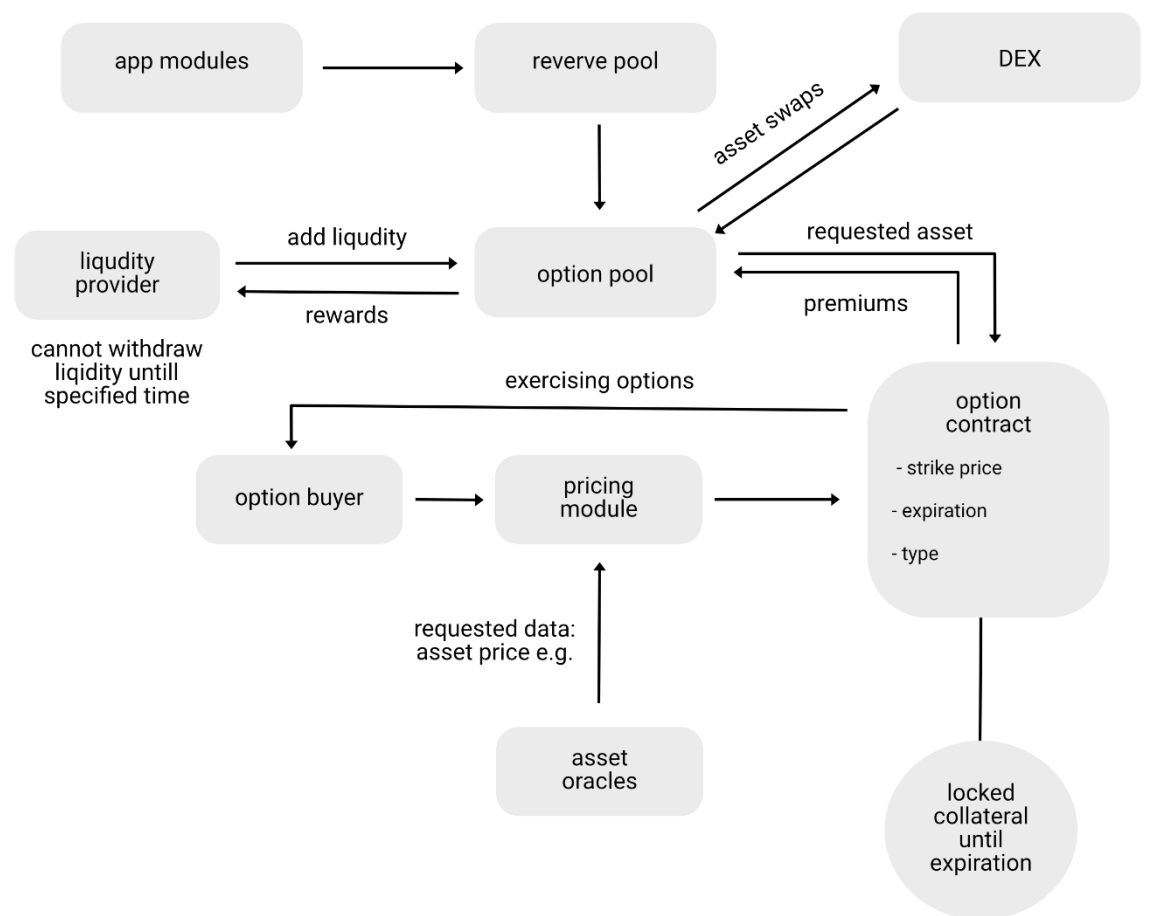 app modules
reverve pool
DEX
asset swaps
liqudity
provider
add liqudity
rewards
option pool
requested asset
premiums
cannot withdraw
liqidity untill
specified time
exercising options
option
contract
- strike price
- expiration
- type
option buyer
pricing
module
requested data:
asset price e.g.
asset
oracles
locked
collateral
until
expiration